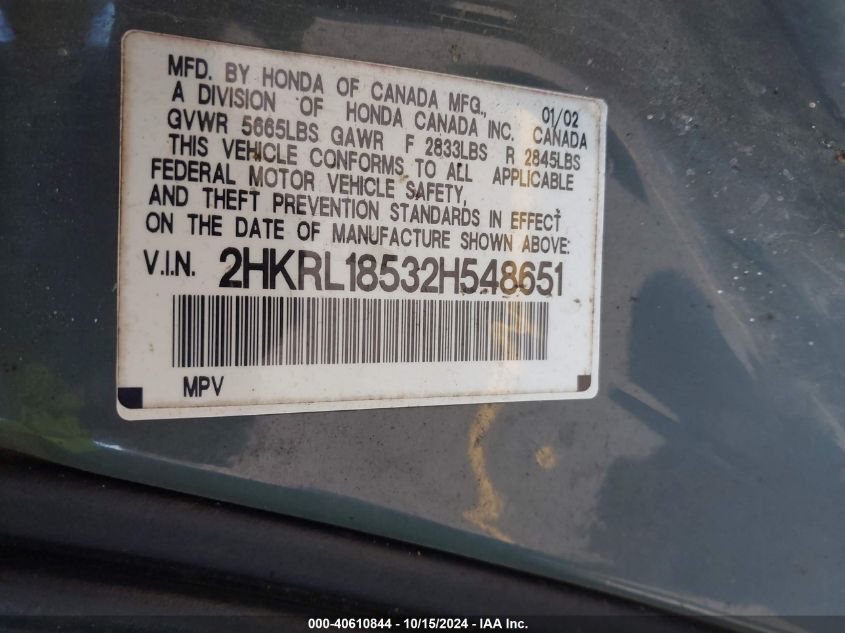 MFD. BY HONDA OF CANADA MFG., 01/02
A DIVISION OF HONDA CANADA INC. CANADA
GVWR 5665LBS GAWR F 2833LBS R 2845LBS
THIS VEHICLE CONFORMS TO ALL APPLICABLE
FEDERAL MOTOR VEHICLE SAFETY,
AND THEFT PREVENTION STANDARDS IN EFFECT
ON THE DATE OF MANUFACTURE SHOWN ABOVE:
V.I.N. 2HKRL18532H548651
MPV
000-40610844 - 10/15/2024 - IAA Inc.